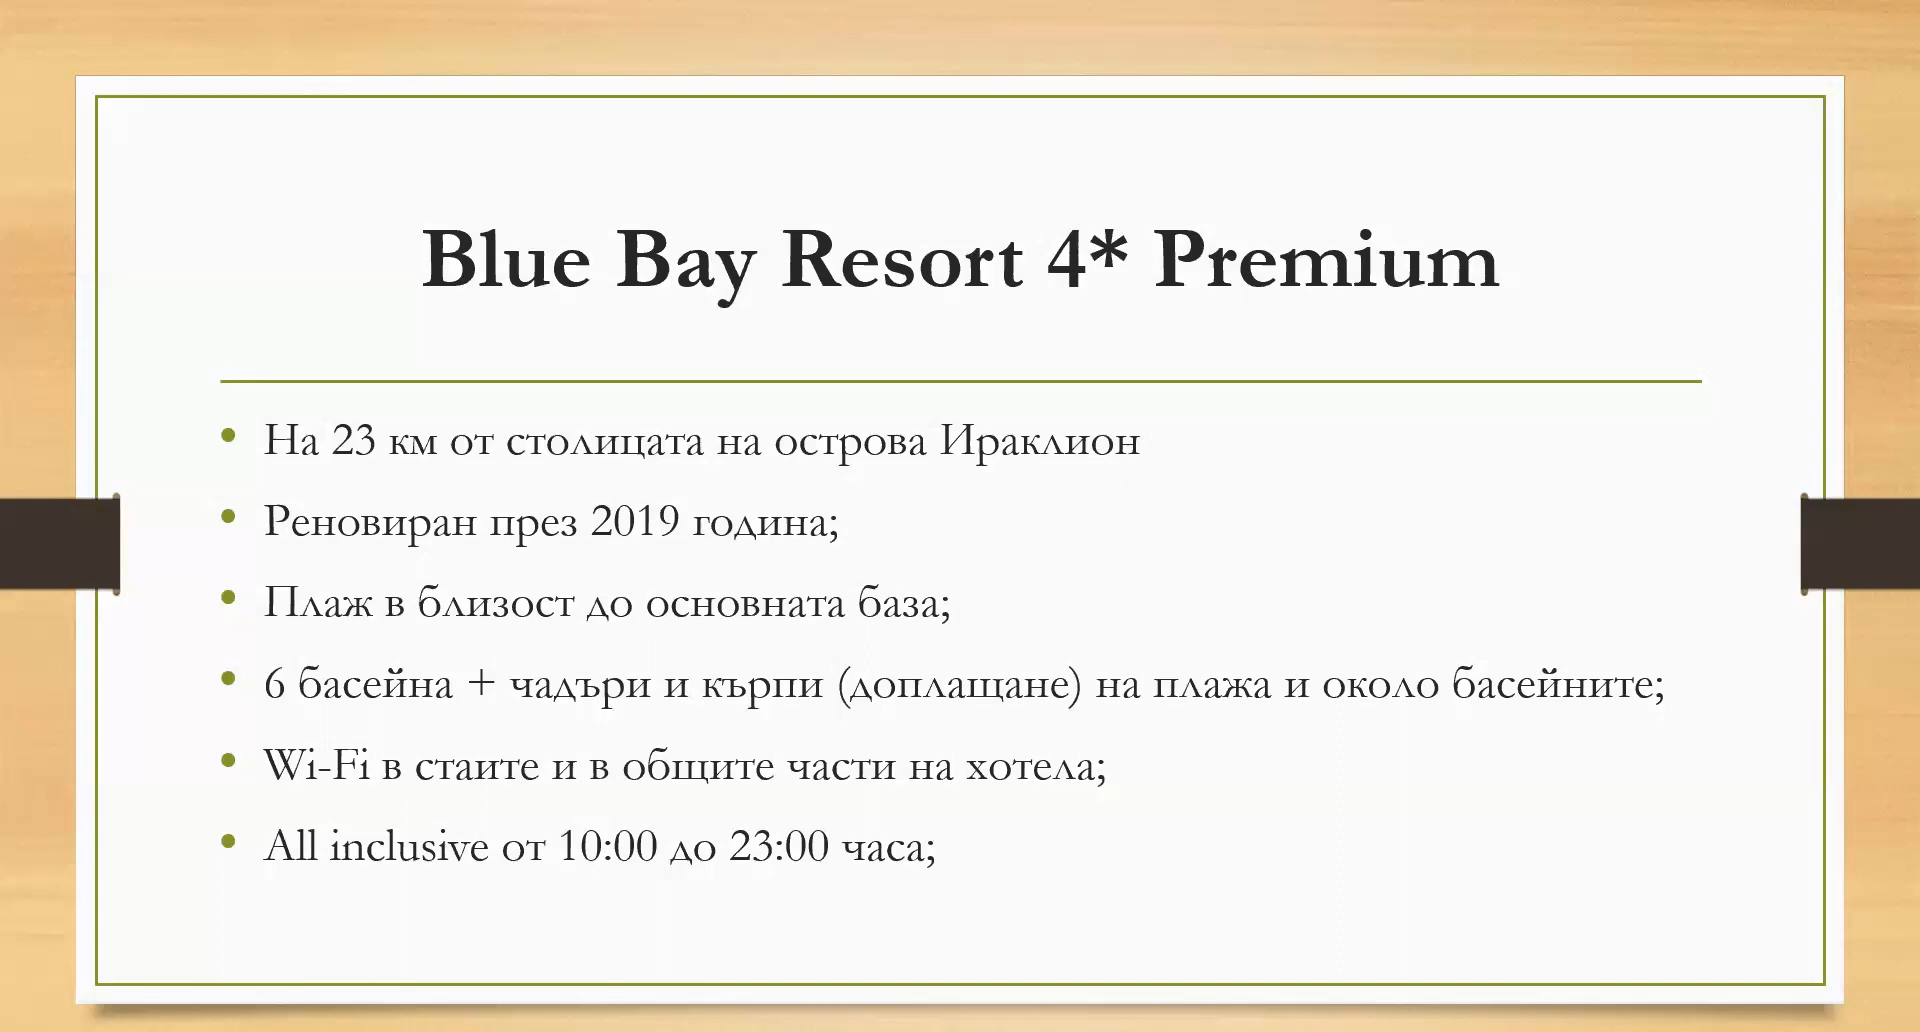 Blue Bay Resort 4* Premium
• На 23 км от столицата на острова Ираклион
• Реновиран през 2019 година;
• Плаж в близост до основната база;
• 6 басейна + чадъри и кърпи (доплащане) на плажа и около басейните;
• Wi-Fi в стаите и в общите части на хотела;
• All inclusive от 10:00 до 23:00 часа;